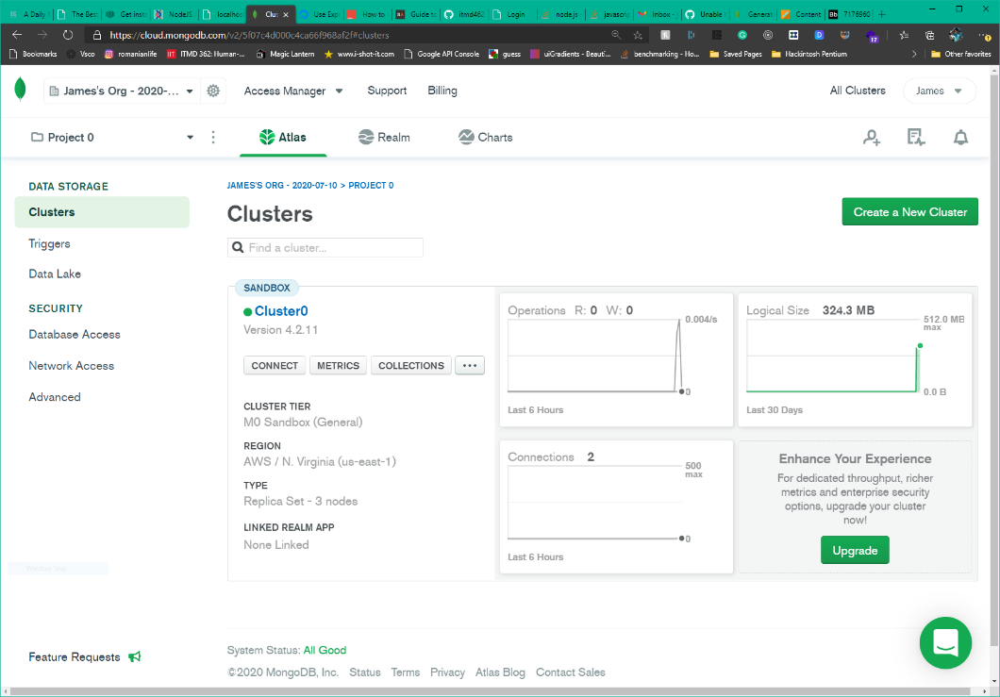 A Daily
The Best
Get inst
NodeJS
localhos
Clus
Use Exp
How to
Guide to
itmd462
Login
node.js
javascrip
Inbox -
Unable
Generat
Content
7176960
https://cloud.mongodb.com/v2/5f07c4d000c4ca66f968af2f#clusters
17
Bookmarks
Vsco
romanianlife
ITMD 362: Human-...
Magic Lantern
www.i-shot-it.com
Google API Console
guess
uiGradients - Beauti...
benchmarking - Ho...
Saved Pages
Hackintosh Pentium
Other favorites
James's Org - 2020-...
Access Manager
Support
Billing
All Clusters
James
Project 0
Atlas
Realm
Charts
DATA STORAGE
Clusters
Triggers
Data Lake
SECURITY
Database Access
Network Access
Advanced
Feature Requests
JAMES'S ORG - 2020-07-10 > PROJECT 0
Clusters
Create a New Cluster
Find a cluster...
SANDBOX
Cluster0
Version 4.2.11
CONNECT
METRICS
COLLECTIONS
...
CLUSTER TIER
M0 Sandbox (General)
REGION
AWS / N. Virginia (us-east-1)
TYPE
Replica Set - 3 nodes
LINKED REALM APP
None Linked
Operations R: 0 W: 0
0.004/s
0
Last 6 Hours
Logical Size 324.3 MB
512.0 MB
max
0.0 B
Last 30 Days
Connections 2
500
max
0
Last 6 Hours
Enhance Your Experience
For dedicated throughput, richer
metrics and enterprise security
options, upgrade your cluster
now!
Upgrade
System Status: All Good
©2020 MongoDB, Inc. Status Terms Privacy Atlas Blog Contact Sales